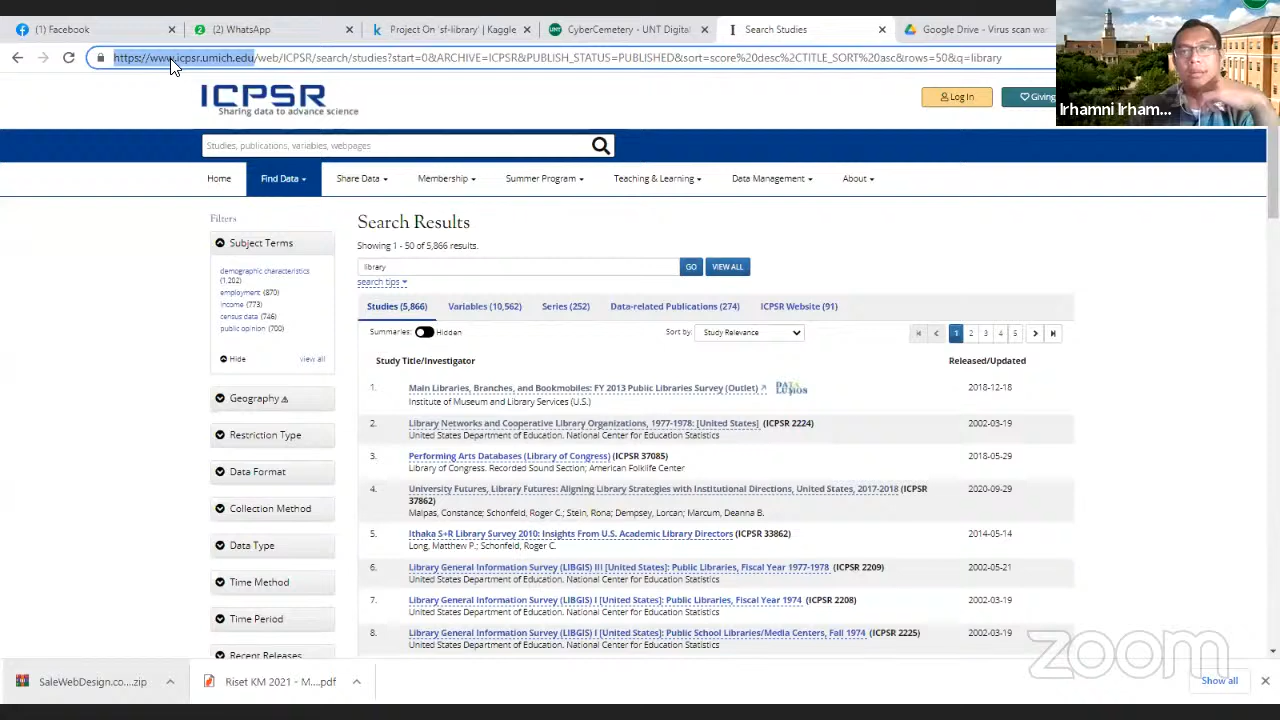 (1) Facebook
(2) WhatsApp
Project On 'sf-library' | Kaggle
CyberCemetery - UNT Digital
Search Studies
Google Drive - Virus scan wa
https://www.icpsr.umich.edu/web/ICPSR/search/studies?start=0&ARCHIVE=ICPSR&PUBLISH_STATUS=PUBLISHED&sort=score%20desc%2CTITLE_SORT%20asc&rows=50&q=library
Irhamni Irham...
ICPSR
Sharing data to advance science
Log In
Giving
Studies, publications, variables, webpages
Home
Find Data
Share Data
Membership
Summer Program
Teaching & Learning
Data Management
About
Filters
Subject Terms
demographic characteristics
(1,202)
employment (870)
income (773)
census data (746)
public opinion (700)
Hide
view all
Geography
Restriction Type
Data Format
Collection Method
Data Type
Time Method
Time Period
Recent Releases
Search Results
Showing 1 - 50 of 5,866 results.
library
GO
VIEW ALL
search tips
Studies (5,866)
Variables (10,562)
Series (252)
Data-related Publications (274)
ICPSR Website (91)
Summaries: Hidden
Sort by: Study Relevance
1 2 3 4 5
Study Title/Investigator
Released/Updated
1. Main Libraries, Branches, and Bookmobiles: FY 2013 Public Libraries Survey (Outlet) DATA LUMOS 2018-12-18
Institute of Museum and Library Services (U.S.)
2. Library Networks and Cooperative Library Organizations, 1977-1978: [United States] (ICPSR 2224) 2002-03-19
United States Department of Education. National Center for Education Statistics
3. Performing Arts Databases (Library of Congress) (ICPSR 37085) 2018-05-29
Library of Congress. Recorded Sound Section; American Folklife Center
4. University Futures, Library Futures: Aligning Library Strategies with Institutional Directions, United States, 2017-2018 (ICPSR 2020-09-29
37862)
Malpas, Constance; Schonfeld, Roger C.; Stein, Rona; Dempsey, Lorcan; Marcum, Deanna B.
5. Ithaka S+R Library Survey 2010: Insights From U.S. Academic Library Directors (ICPSR 33862) 2014-05-14
Long, Matthew P.; Schonfeld, Roger C.
6. Library General Information Survey (LIBGIS) III [United States]: Public Libraries, Fiscal Year 1977-1978 (ICPSR 2209) 2002-05-21
United States Department of Education. National Center for Education Statistics
7. Library General Information Survey (LIBGIS) I [United States]: Public Libraries, Fiscal Year 1974 (ICPSR 2208) 2002-03-19
United States Department of Education. National Center for Education Statistics
8. Library General Information Survey (LIBGIS) I [United States]: Public School Libraries/Media Centers, Fall 1974 (ICPSR 2225) 2002-03-19
United States Department of Education. National Center for Education Statistics
zoom
SaleWebDesign.co....zip
Riset KM 2021 - M....pdf
Show all